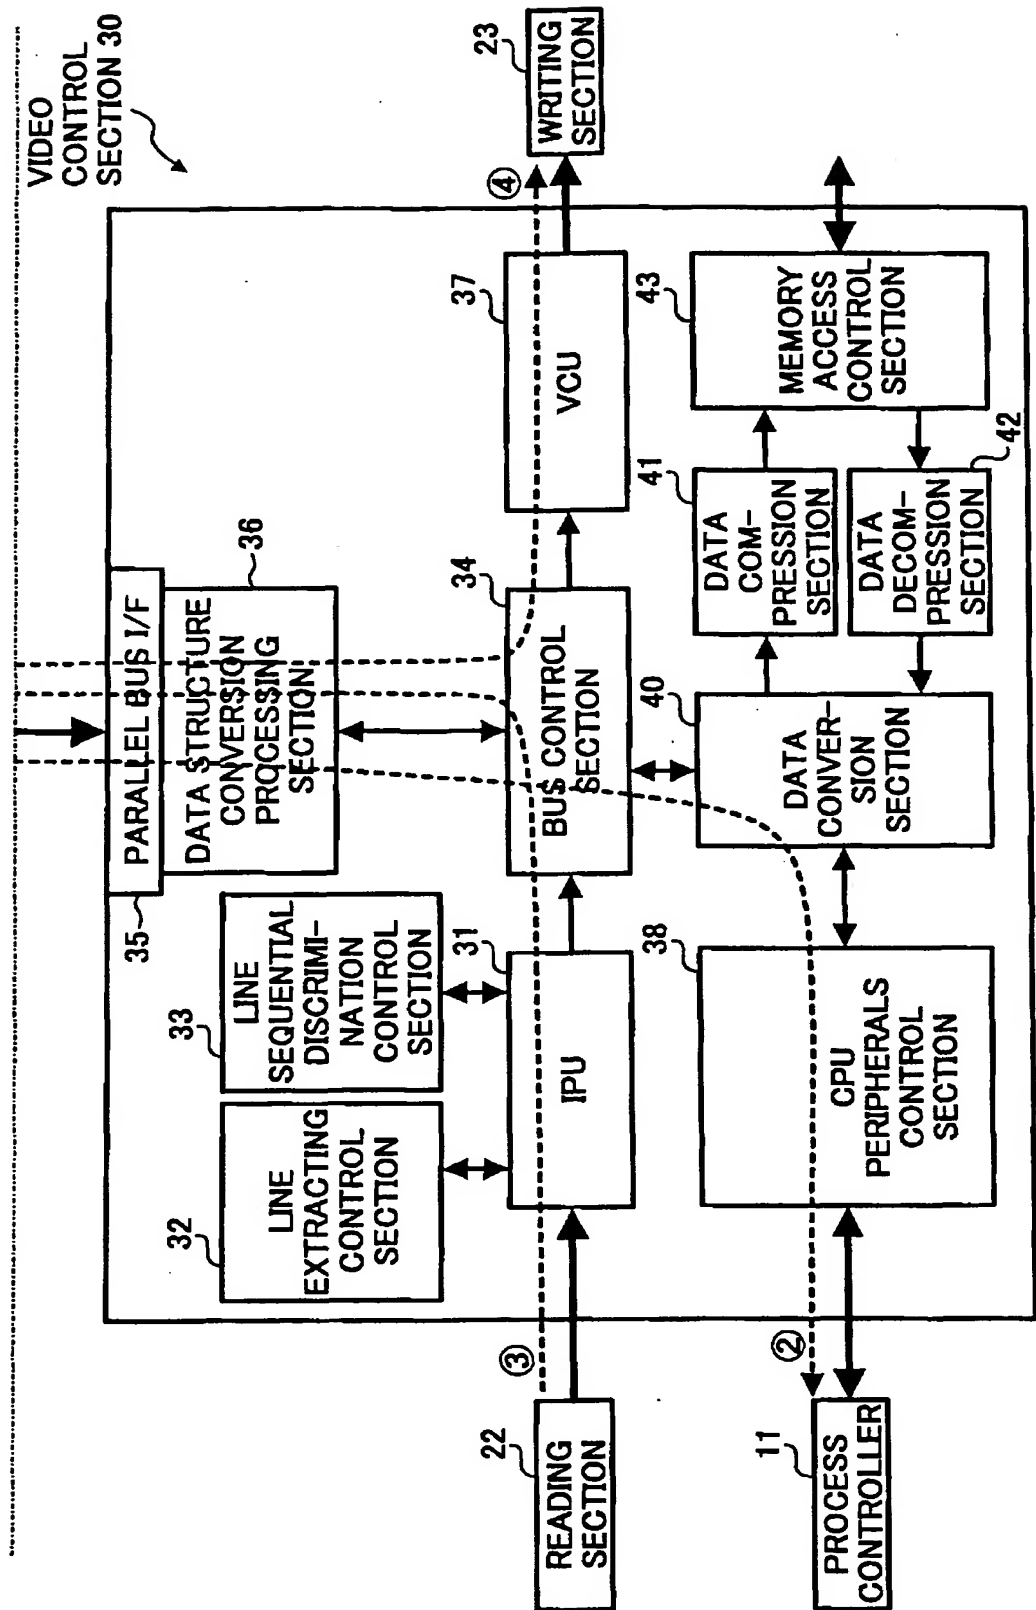 VIDEO
CONTROL
SECTION 30
35
PARALLEL BUS I/F
36
DATA STRUCTURE
CONVERSION
PROCESSING
SECTION
32
LINE
EXTRACTING
CONTROL
SECTION
33
LINE
SEQUENTIAL
DISCRIMI-
NATION
CONTROL
SECTION
22
READING
SECTION
③
31
IPU
34
BUS CONTROL
SECTION
37
VCU
④
23
WRITING
SECTION
11
PROCESS
CONTROLLER
②
38
CPU
PERIPHERALS
CONTROL
SECTION
40
DATA
CONVER-
SION
SECTION
41
DATA
COM-
PRESSION
SECTION
DATA
DECOM-
PRESSION
SECTION
42
43
MEMORY
ACCESS
CONTROL
SECTION